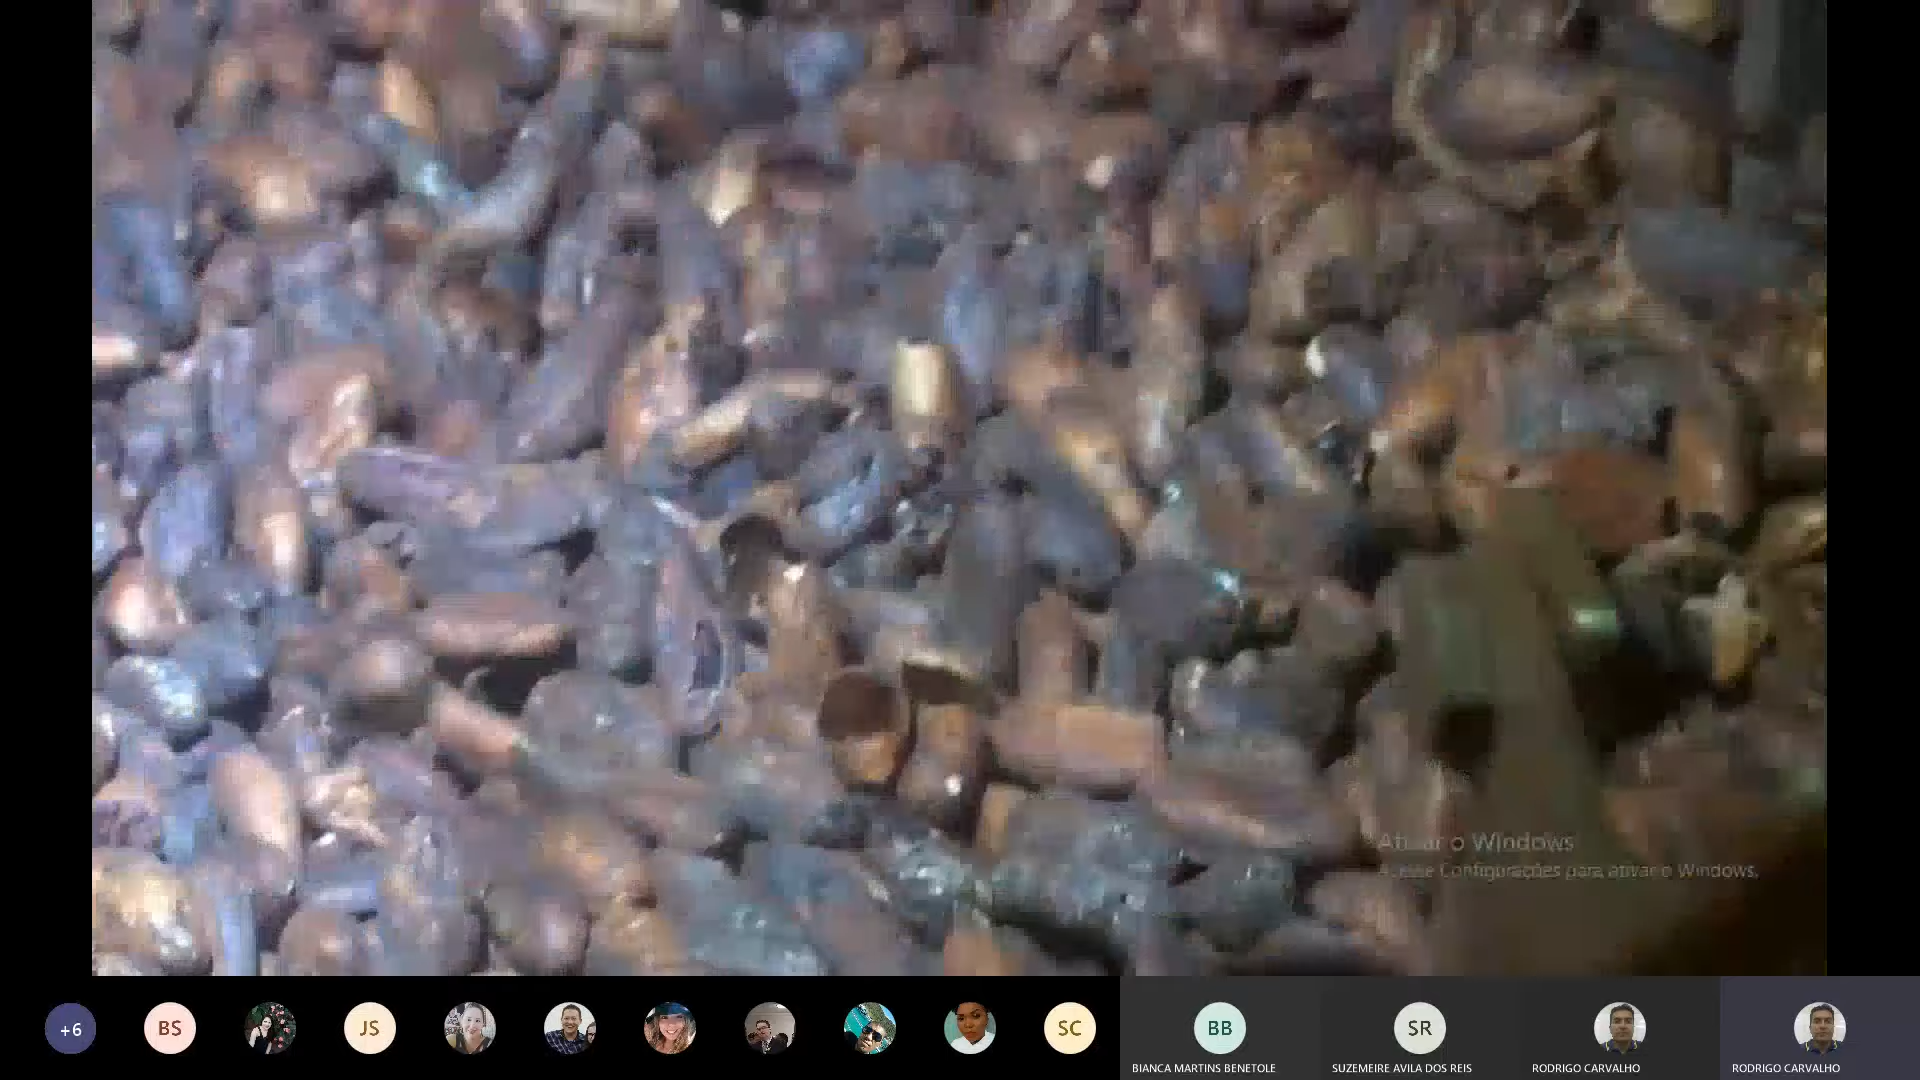 Ativar o Windows
Acesse Configurações para ativar o Windows.
+6
BS
JS
SC
BB
SR
BIANCA MARTINS BENETOLE
SUZEMEIRE AVILA DOS REIS
RODRIGO CARVALHO
RODRIGO CARVALHO